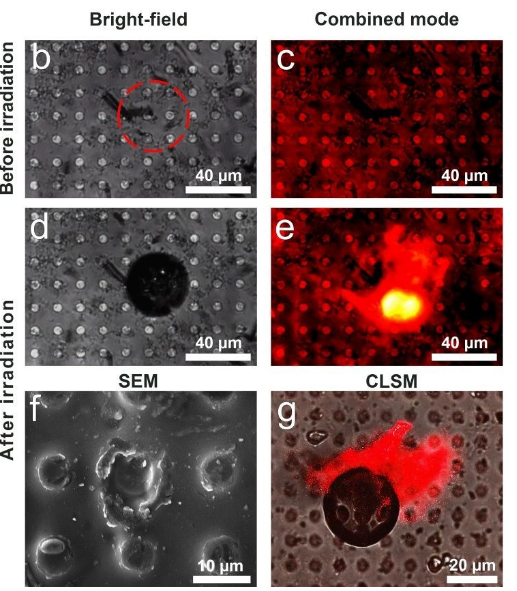 Bright-field
Combined mode
Before irradiation
b
40 µm
c
40 µm
After irradiation
d
40 µm
e
40 µm
SEM
CLSM
f
10 µm
g
20 µm